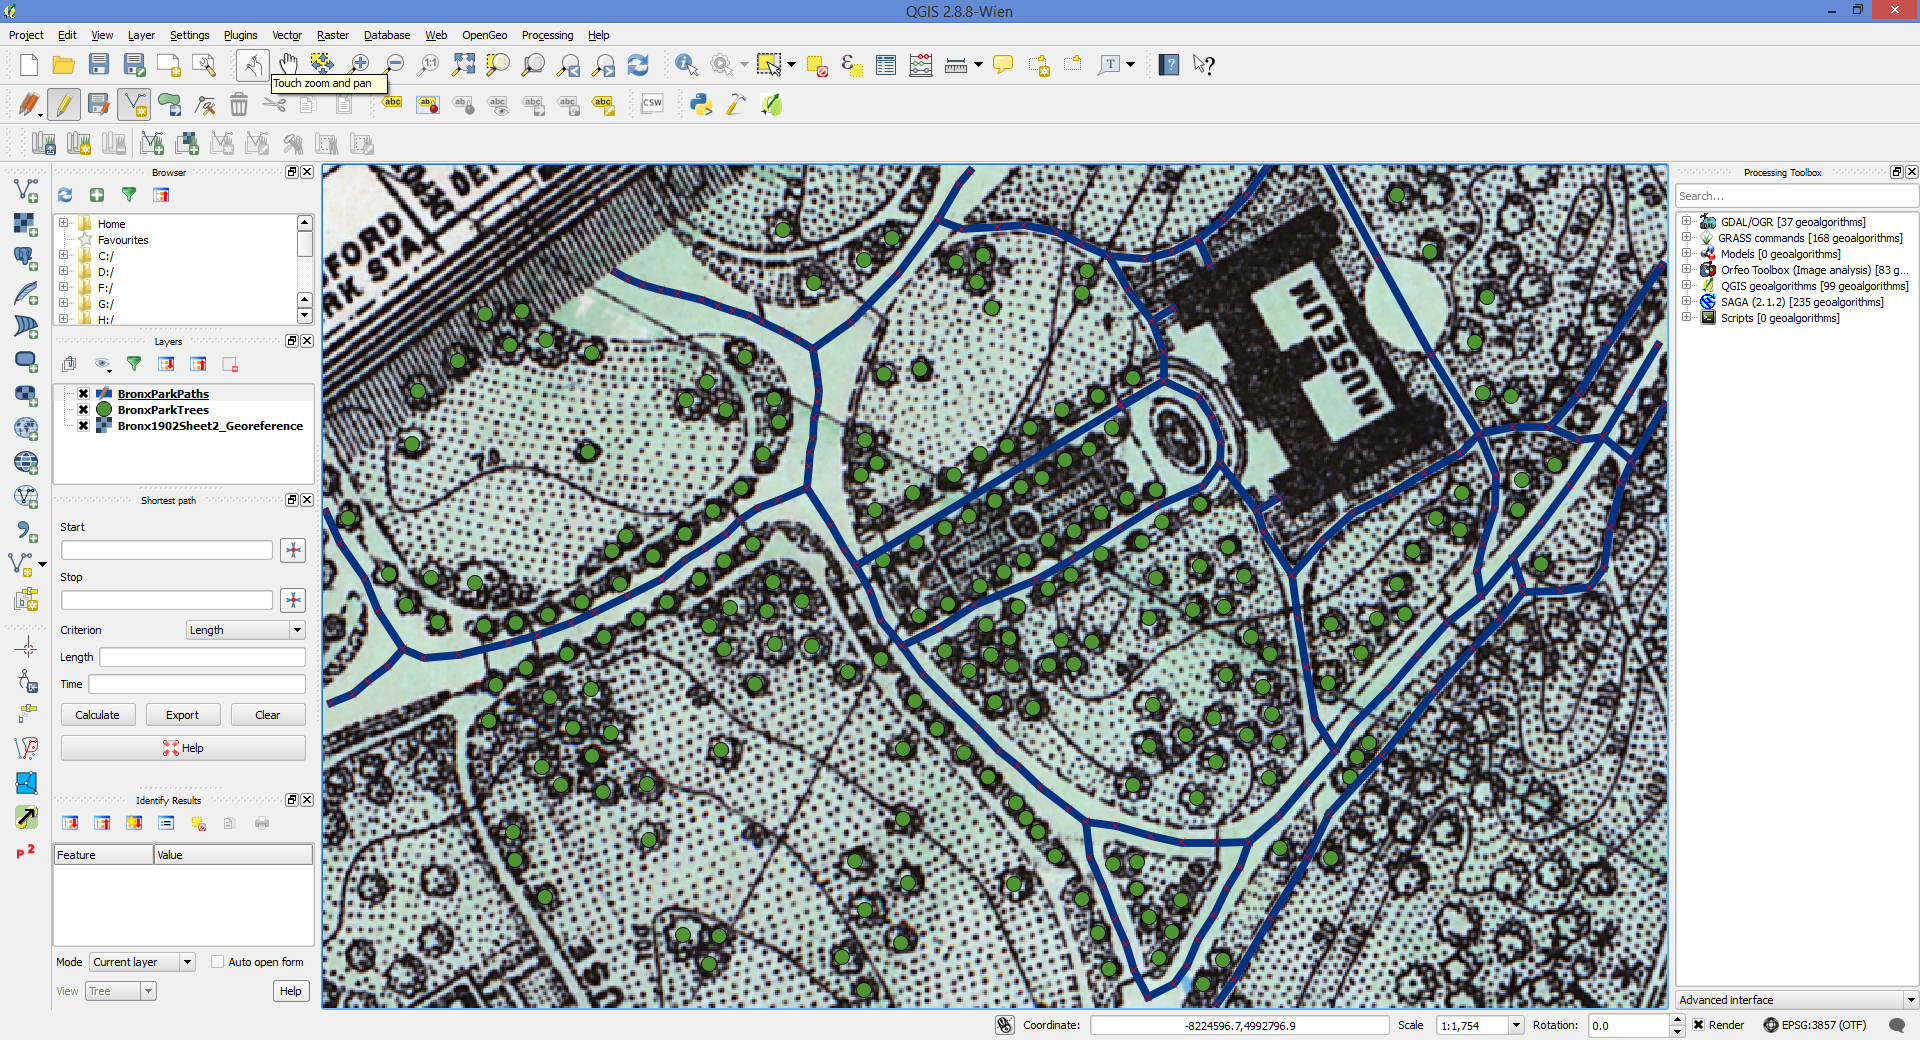 QGIS 2.8.8-Wien
Project Edit View Layer Settings Plugins Vector Raster Database Web OpenGeo Processing Help
Touch zoom and pan
Browser
Home
Favourites
C:/
D:/
F:/
G:/
H:/
Layers
BronxParkPaths
BronxParkTrees
Bronx1902Sheet2_Georeference
Shortest path
Start
Stop
Criterion Length
Length
Time
Calculate Export Clear
Help
Identify Results
Feature Value
Mode Current layer Auto open form
View Tree Help
MUSEUM
Processing Toolbox
Search...
GDAL/OGR [37 geoalgorithms]
GRASS commands [168 geoalgorithms]
Models [0 geoalgorithms]
Orfeo Toolbox (Image analysis) [83 g...
QGIS geoalgorithms [99 geoalgorithms]
SAGA (2.1.2) [235 geoalgorithms]
Scripts [0 geoalgorithms]
Advanced interface
Coordinate: -8224596.7,4992796.9 Scale 1:1,754 Rotation: 0.0 Render EPSG:3857 (OTF)